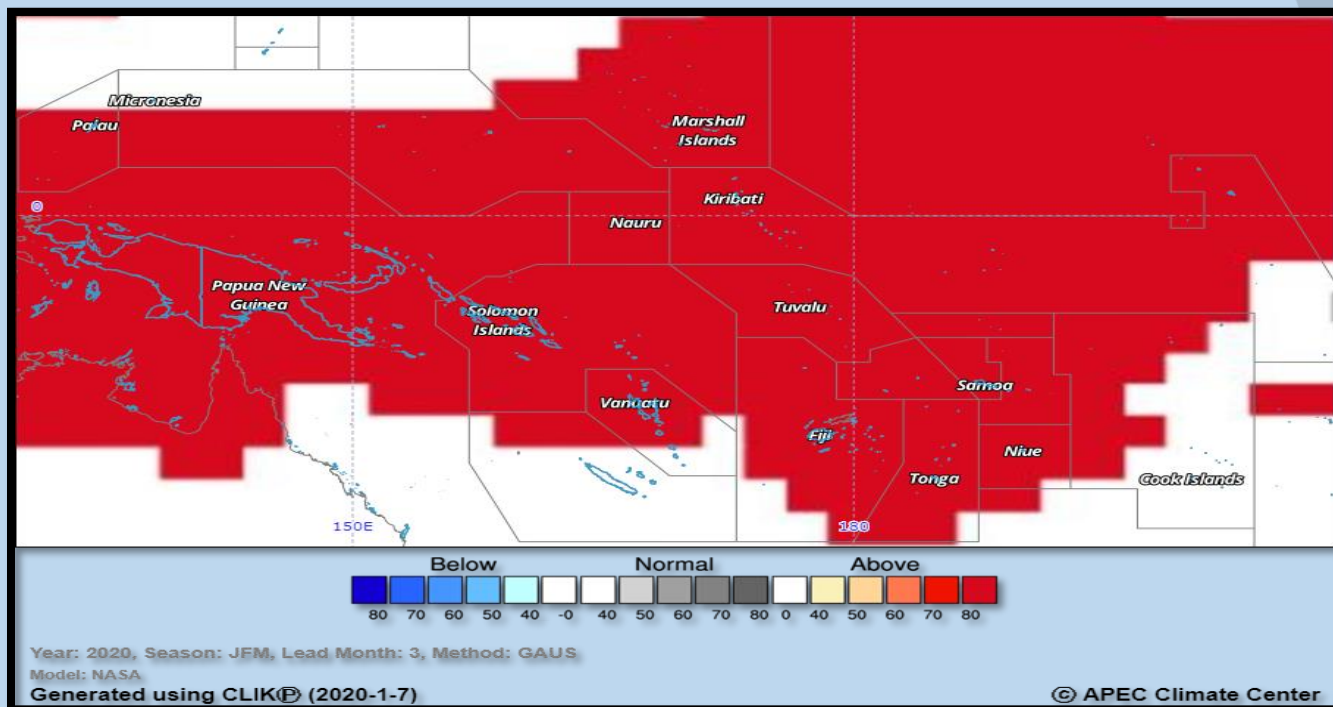 Micronesia
Palau
Marshall
Islands
0
Kiribati
Nauru
Papua New
Guinea
Solomon
Islands
Tuvalu
Samoa
Vanuatu
Fiji
Niue
Tonga
Cook Islands
150E
180
Below Normal Above
80 70 60 50 40 -0 40 50 60 70 80 0 40 50 60 70 80
Year: 2020, Season: JFM, Lead Month: 3, Method: GAUS
Model: NASA
Generated using CLIKⓅ (2020-1-7)
© APEC Climate Center